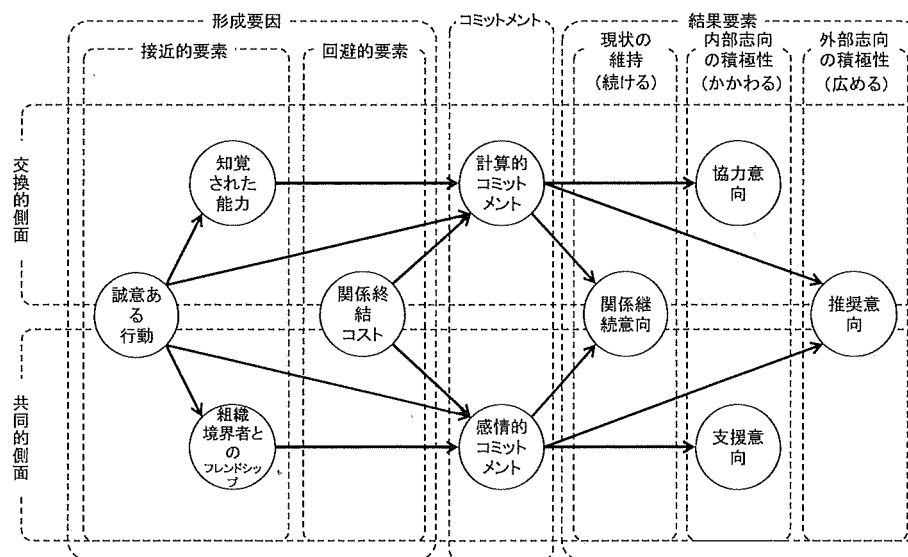 形成要因
コミットメント
結果要素
接近的要素
回避的要素
現状の
維持
(続ける)
内部志向
の積極性
(かかわる)
外部志向
の積極性
(広める)
交換的側面
知覚
された
能力
計算的
コミット
メント
協力意
向
誠意あ
る
行動
関係終
結
コスト
関係継
続意向
推奨意
向
共同的側面
組織
境界者と
の
フレンドシッ
プ
感情的
コミット
メント
支援意
向